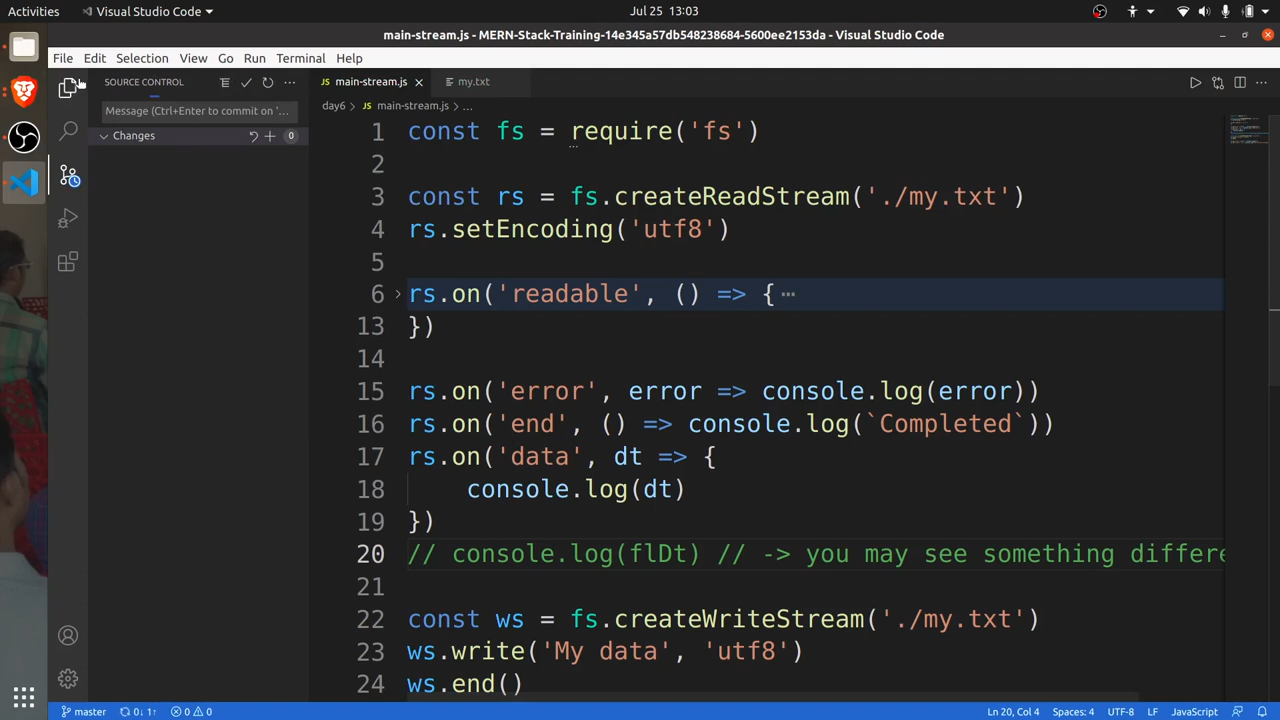 Activities
Visual Studio Code
Jul 25 13:03
main-stream.js - MERN-Stack-Training-14e345a57db548238684-5600ee2153da - Visual Studio Code
File Edit Selection View Go Run Terminal Help
SOURCE CONTROL
main-stream.js
my.txt
Message (Ctrl+Enter to commit on '...
day6 > main-stream.js > ...
Changes 0
1 const fs = require('fs')
2
3 const rs = fs.createReadStream('./my.txt')
4 rs.setEncoding('utf8')
5
6 rs.on('readable', () => { ⋯
13 })
14
15 rs.on('error', error => console.log(error))
16 rs.on('end', () => console.log(`Completed`))
17 rs.on('data', dt => {
18 console.log(dt)
19 })
20 // console.log(flDt) // -> you may see something differe
21
22 const ws = fs.createWriteStream('./my.txt')
23 ws.write('My data', 'utf8')
24 ws.end()
master 0↓ 1↑ 0 0 Ln 20, Col 4 Spaces: 4 UTF-8 LF JavaScript